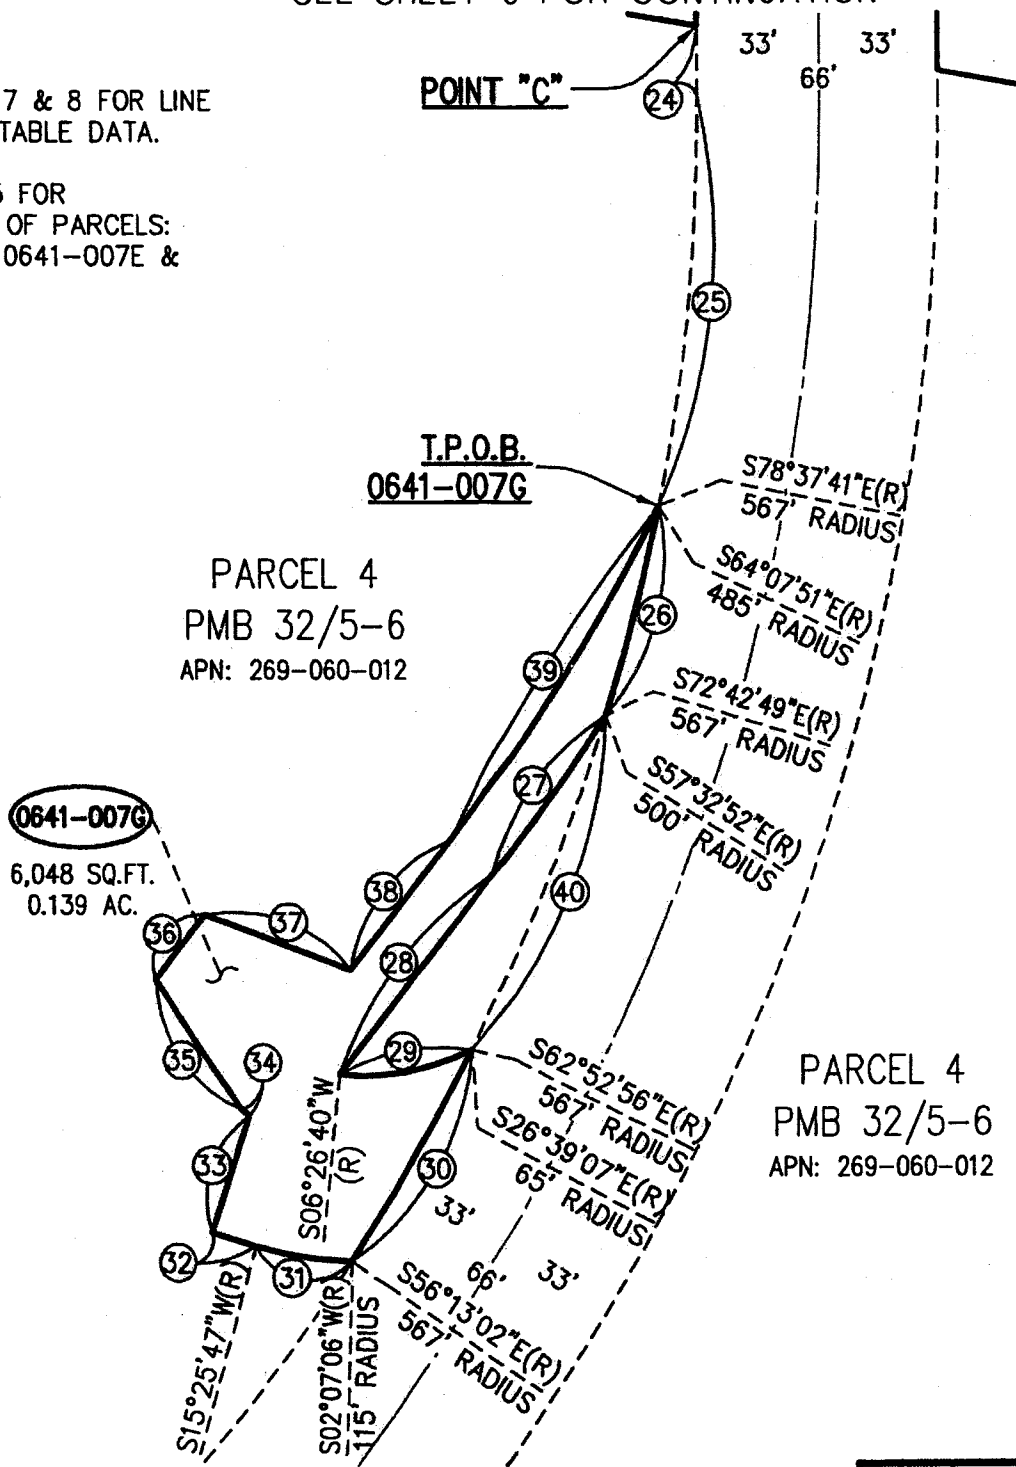 SEE SHEET 6 FOR CONTINUATION
33'
33'
66'
POINT "C"
24
7 & 8 FOR LINE
TABLE DATA.
FOR
OF PARCELS:
0641-007E &
25
T.P.O.B.
0641-007G
S78°37'41"E(R)
567' RADIUS
S64°07'51"E(R)
485' RADIUS
PARCEL 4
PMB 32/5-6
APN: 269-060-012
26
39
S72°42'49"E(R)
567' RADIUS
S57°32'52"E(R)
500' RADIUS
27
0641-007G
6,048 SQ.FT.
0.139 AC.
38
40
36
37
28
35
34
29
S62°52'56"E(R)
567' RADIUS
S26°39'07"E(R)
65' RADIUS
PARCEL 4
PMB 32/5-6
APN: 269-060-012
S06°26'40"W
(R)
33
30
33'
66'
33'
32
31
S56°13'02"E(R)
567' RADIUS
S15°25'47"W(R)
S02°07'06"W(R)
115' RADIUS